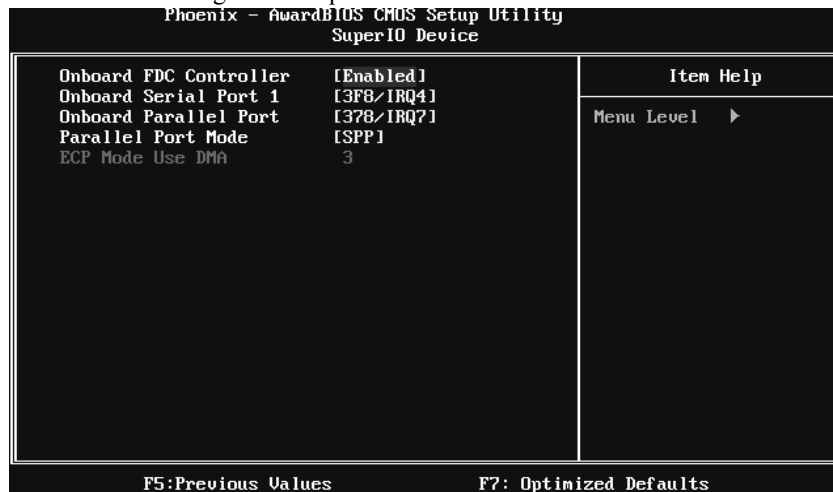 Phoenix - AwardBIOS CMOS Setup Utility
SuperIO Device
Onboard FDC Controller [Enabled]
Onboard Serial Port 1 [3F8/IRQ4]
Onboard Parallel Port [378/IRQ7]
Parallel Port Mode [SPP]
ECP Mode Use DMA 3
Item Help
Menu Level
F5:Previous Values F7: Optimized Defaults